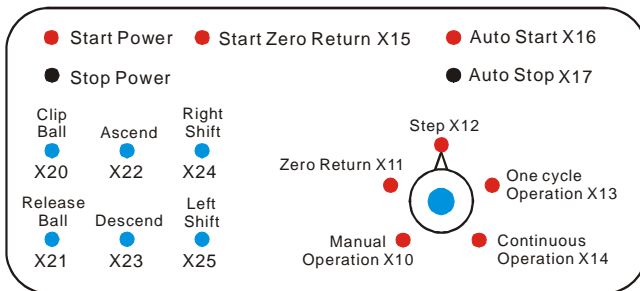 Start Power
Start Zero Return X15
Auto Start X16
Stop Power
Auto Stop X17
Clip
Ball
X20
Ascend
X22
Right
Shift
X24
Release
Ball
X21
Descend
X23
Left
Shift
X25
Step X12
Zero Return X11
One cycle
Operation X13
Manual
Operation X10
Continuous
Operation X14